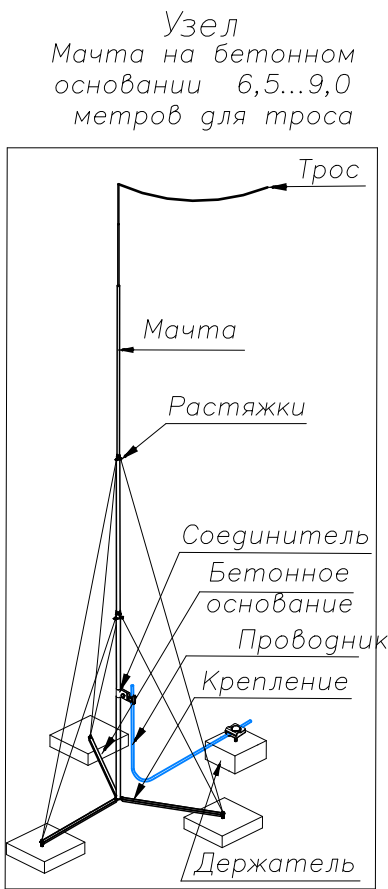 Узел
Мачта на бетонном
основании 6,5...9,0
метров для троса
Трос
Мачта
Растяжки
Соединитель
Бетонное
основание
Проводник
Крепление
Держатель